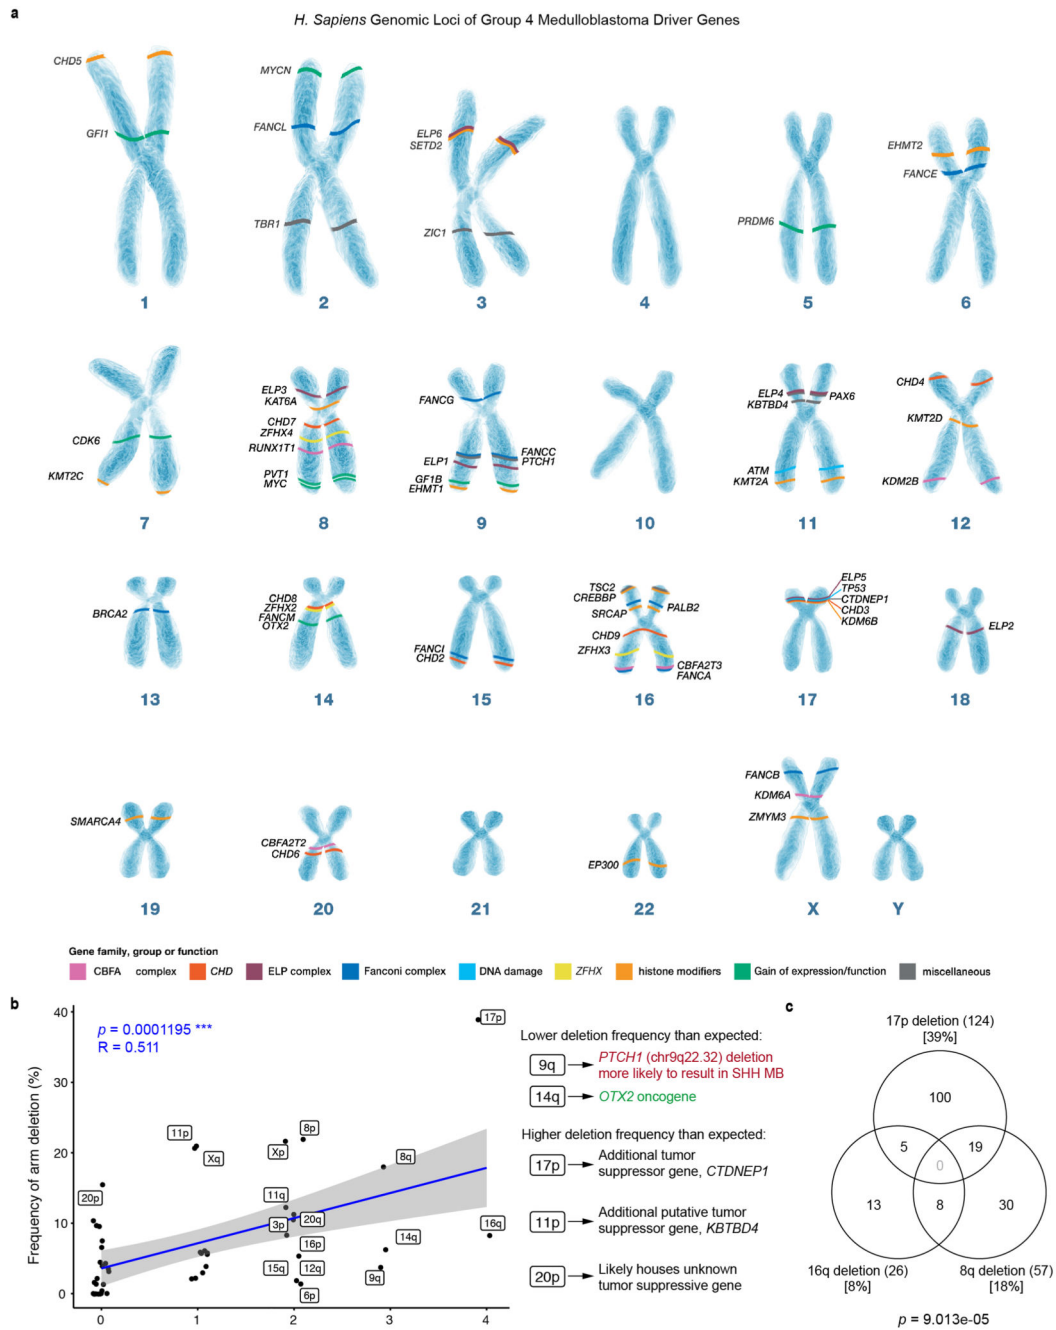 a
H. Sapiens Genomic Loci of Group 4 Medulloblastoma Driver Genes
CHD5
GFI1
1
MYCN
FANCL
TBR1
2
ELP6
SETD2
ZIC1
3
4
PRDM6
5
EHMT2
FANCE
6
CDK6
KMT2C
7
ELP3
KAT6A
CHD7
ZFHX4
RUNX1T1
PVT1
MYC
8
FANCG
ELP1
GF1B
EHMT1
FANCC
PTCH1
9
10
ELP4
KBTBD4
PAX6
ATM
KMT2A
11
CHD4
KMT2D
KDM2B
12
BRCA2
13
CHD8
ZFHX2
FANCM
OTX2
14
FANCI
CHD2
15
TSC2
CREBBP
SRCAP
PALB2
CHD9
ZFHX3
CBFA2T3
FANCA
16
ELP5
TP53
CTDNEP1
CHD3
KDM6B
17
ELP2
18
SMARCA4
19
CBFA2T2
CHD6
20
21
EP300
22
FANCB
KDM6A
ZMYM3
X
Y
Gene family, group or function
CBFA complex
CHD
ELP complex
Fanconi complex
DNA damage
ZFHX
histone modifiers
Gain of expression/function
miscellaneous
b
Frequency of arm deletion (%)
40
30
20
10
0
0 1 2 3 4
p = 0.0001195 ***
R = 0.511
17p
11p
Xq
8p
Xp
8q
20p
11q
3p
20q
16q
14q
16p
15q
12q
9q
6p
Lower deletion frequency than expected:
9q
PTCH1 (chr9q22.32) deletion
more likely to result in SHH MB
14q
OTX2 oncogene
Higher deletion frequency than expected:
17p
Additional tumor
suppressor gene, CTDNEP1
11p
Additional putative tumor
suppressor gene, KBTBD4
20p
Likely houses unknown
tumor suppressive gene
c
17p deletion (124)
[39%]
100
5
19
0
13
8
30
16q deletion (26)
[8%]
8q deletion (57)
[18%]
p = 9.013e-05